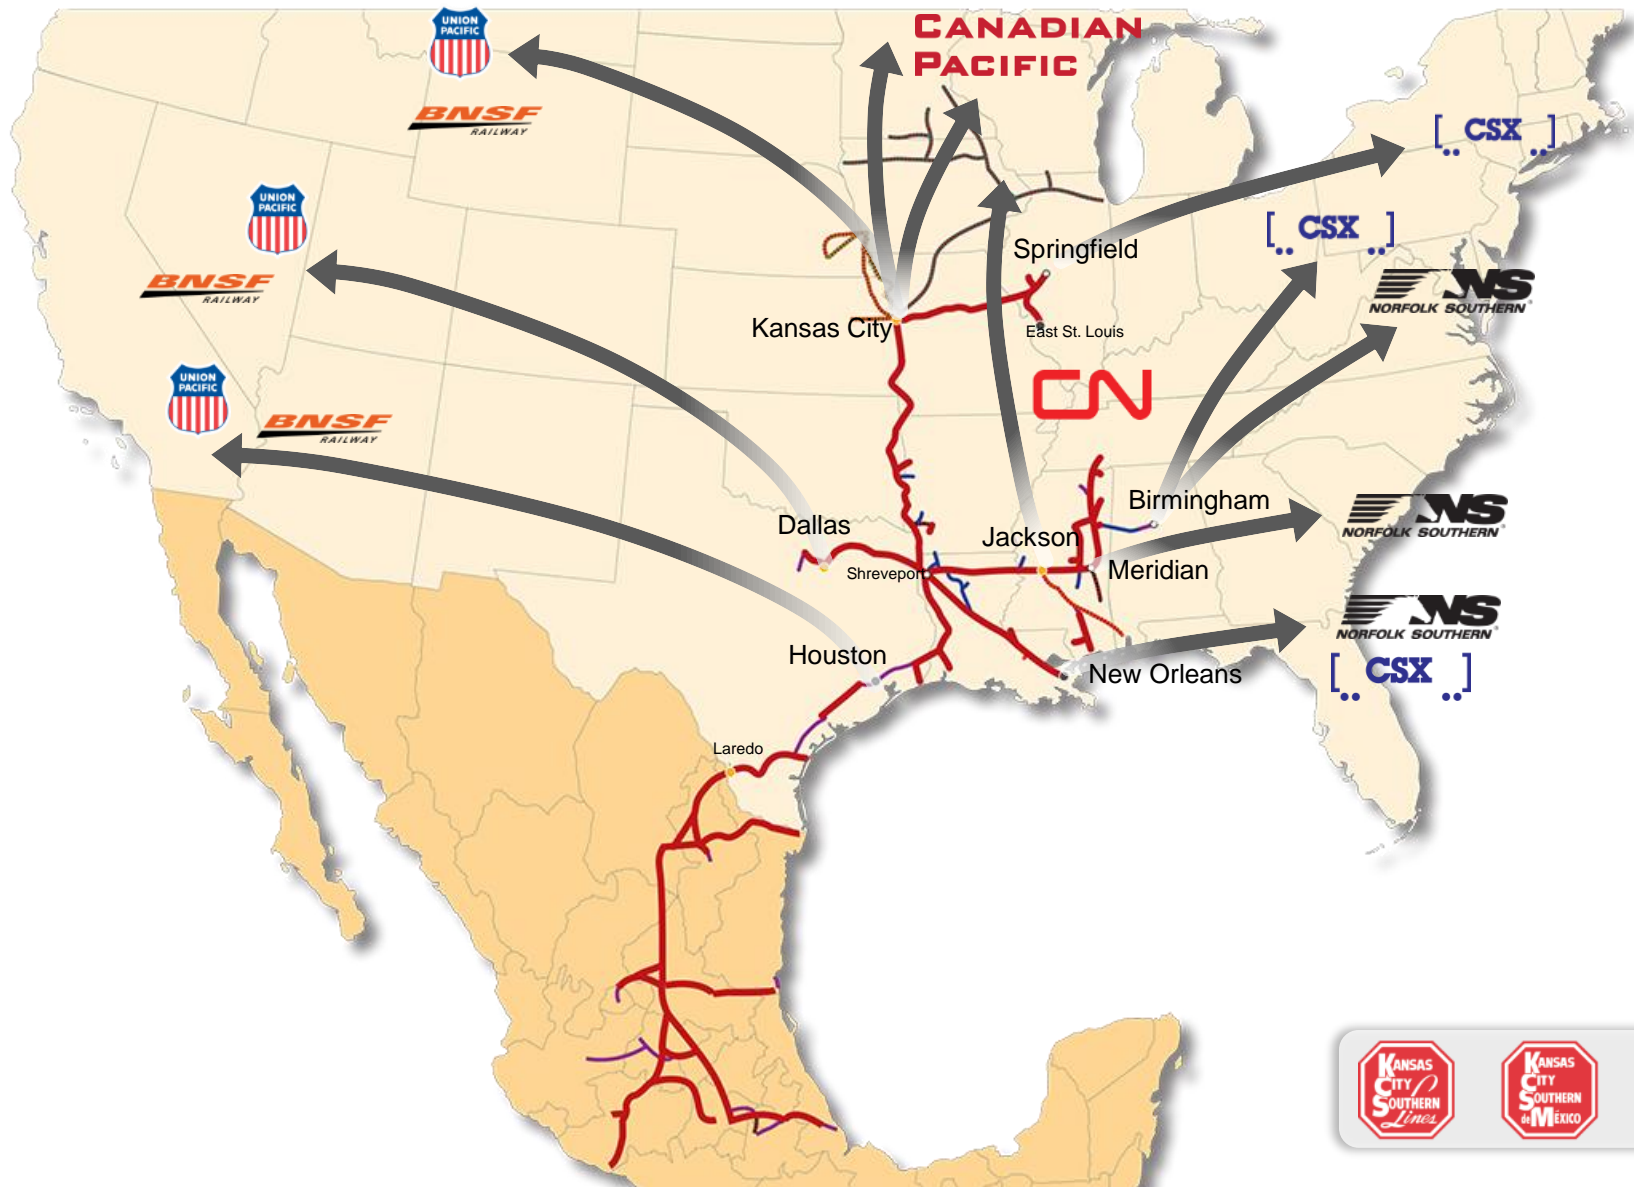 UNION
PACIFIC
CANADIAN
PACIFIC
BNSF
RAILWAY
CSX
UNION
PACIFIC
CSX
Springfield
BNSF
RAILWAY
NS
NORFOLK SOUTHERN
Kansas City
East St. Louis
UNION
PACIFIC
CN
BNSF
RAILWAY
Birmingham
NS
NORFOLK SOUTHERN
Dallas
Jackson
Shreveport
Meridian
NS
NORFOLK SOUTHERN
Houston
New Orleans
CSX
Laredo
KANSAS
CITY
SOUTHERN
Lines
KANSAS
CITY
SOUTHERN
de MÉXICO